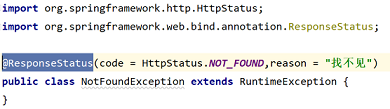 import org.springframework.http.HttpStatus;
import org.springframework.web.bind.annotation.ResponseStatus;
@ResponseStatus(code = HttpStatus.NOT_FOUND,reason = "找不见")
public class NotFoundException extends RuntimeException {
}